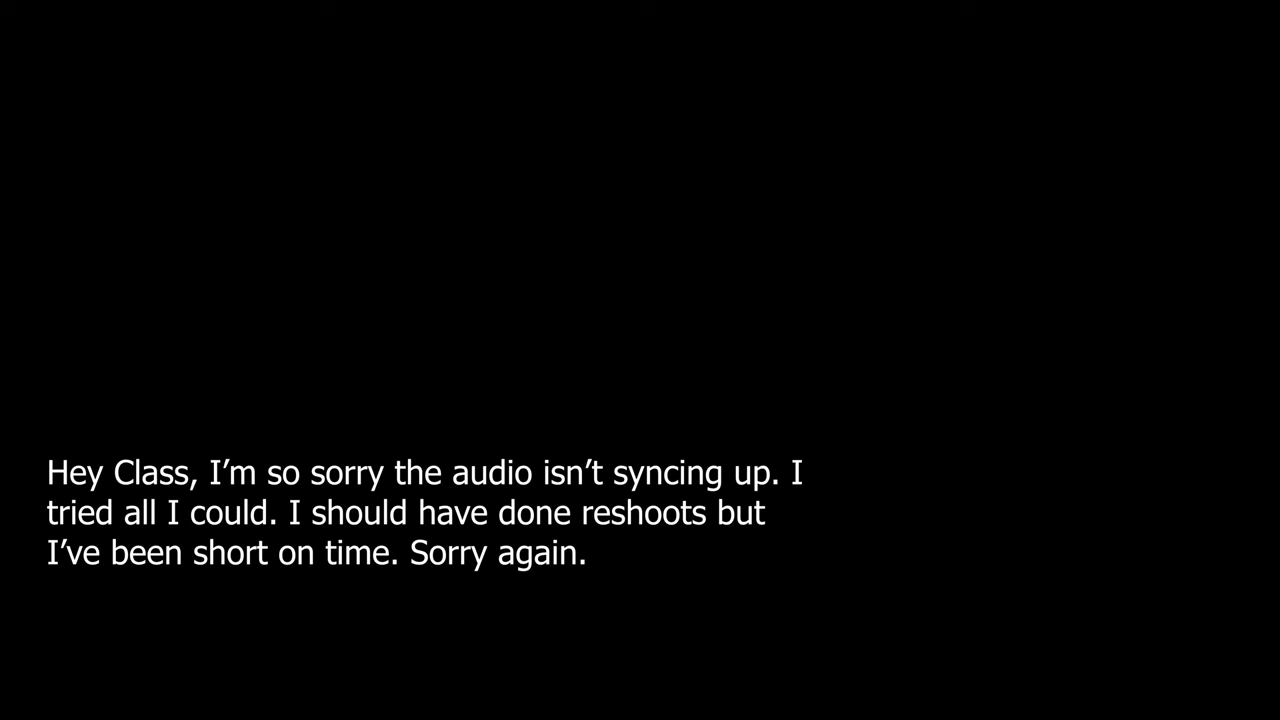 Hey Class, I’m so sorry the audio isn’t syncing up. I
tried all I could. I should have done reshoots but
I’ve been short on time. Sorry again.